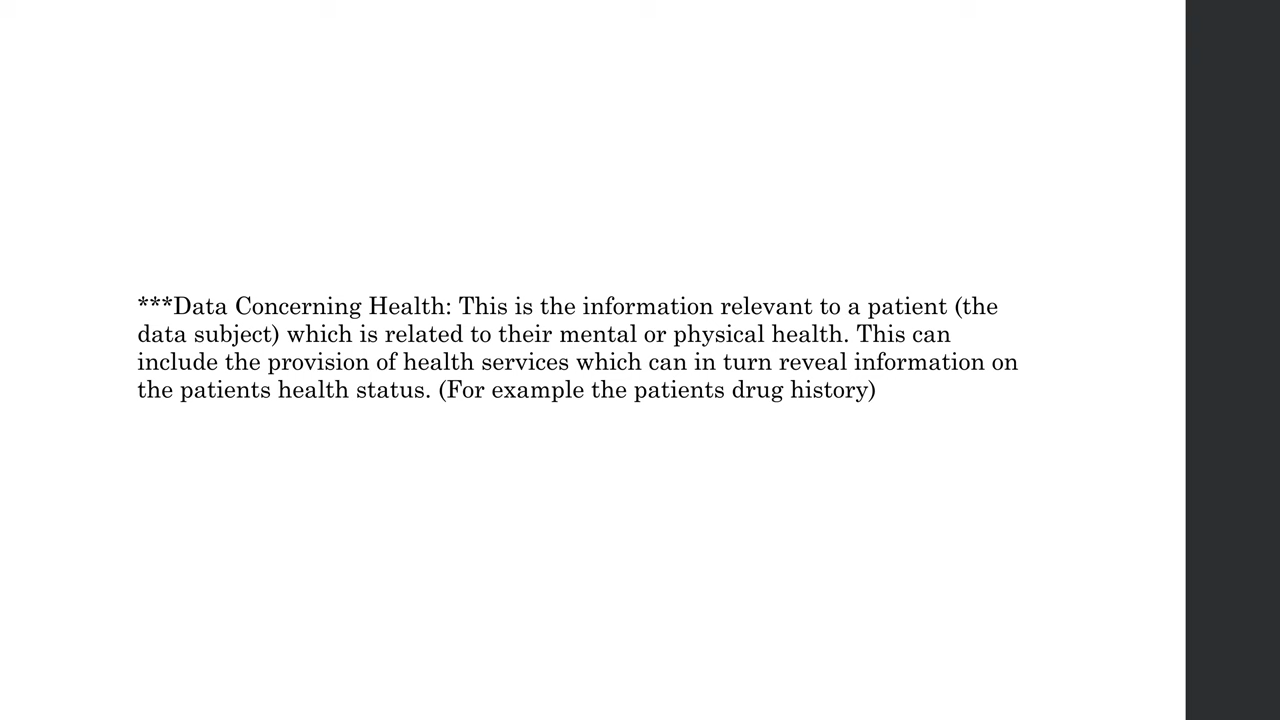 ***Data Concerning Health: This is the information relevant to a patient (the
data subject) which is related to their mental or physical health. This can
include the provision of health services which can in turn reveal information on
the patients health status. (For example the patients drug history)